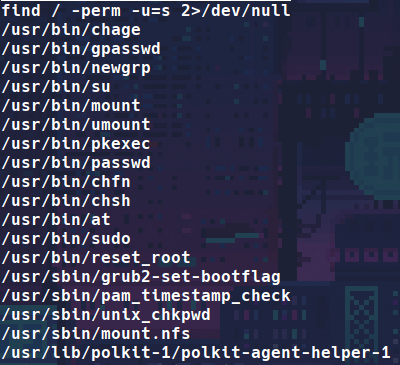 find / -perm -u=s 2>/dev/null
/usr/bin/chage
/usr/bin/gpasswd
/usr/bin/newgrp
/usr/bin/su
/usr/bin/mount
/usr/bin/umount
/usr/bin/pkexec
/usr/bin/passwd
/usr/bin/chfn
/usr/bin/chsh
/usr/bin/at
/usr/bin/sudo
/usr/bin/reset_root
/usr/sbin/grub2-set-bootflag
/usr/sbin/pam_timestamp_check
/usr/sbin/unix_chkpwd
/usr/sbin/mount.nfs
/usr/lib/polkit-1/polkit-agent-helper-1